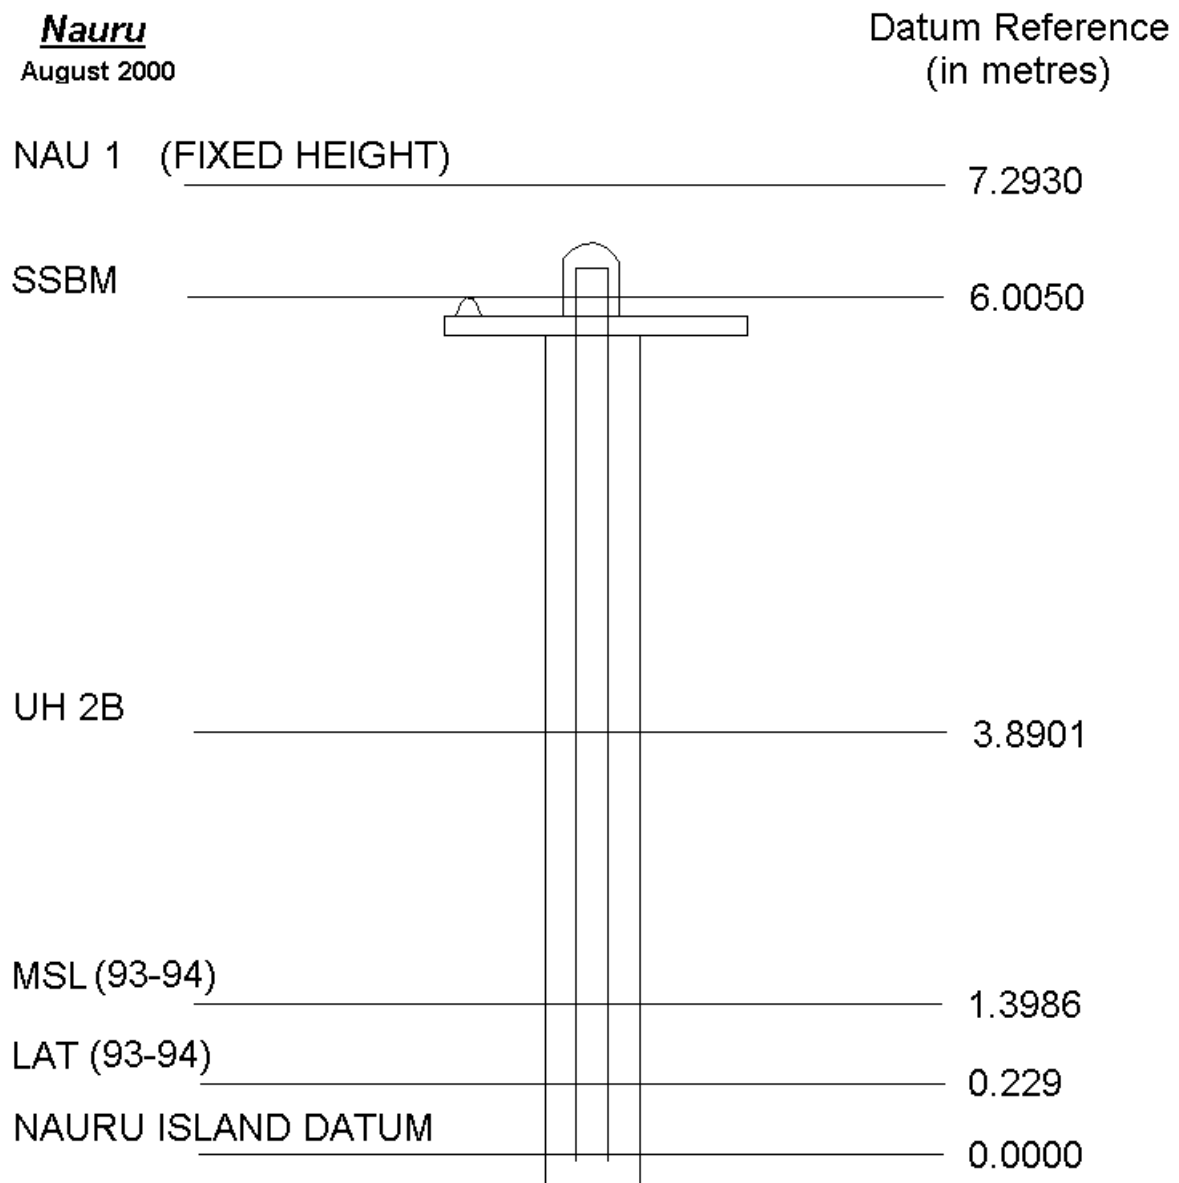 Nauru
August 2000
Datum Reference
(in metres)
NAU 1 (FIXED HEIGHT)
7.2930
SSBM
6.0050
UH 2B
3.8901
MSL (93-94)
1.3986
LAT (93-94)
0.229
NAURU ISLAND DATUM
0.0000